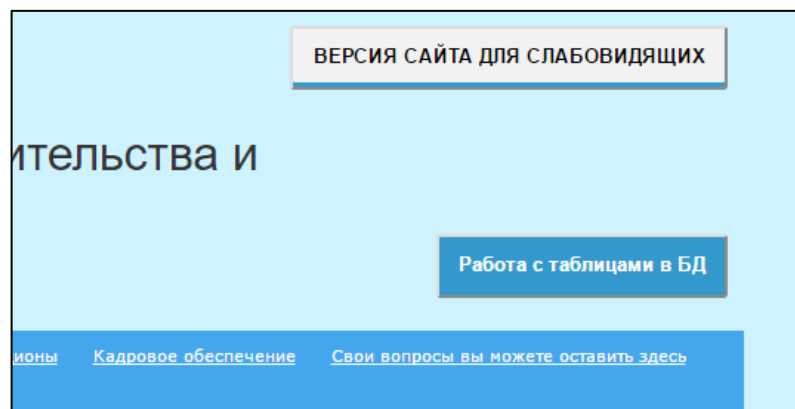 ВЕРСИЯ САЙТА ДЛЯ СЛАБОВИДЯЩИХ
ительства и
Работа с таблицами в БД
ионы Кадровое обеспечение Свои вопросы вы можете оставить здесь